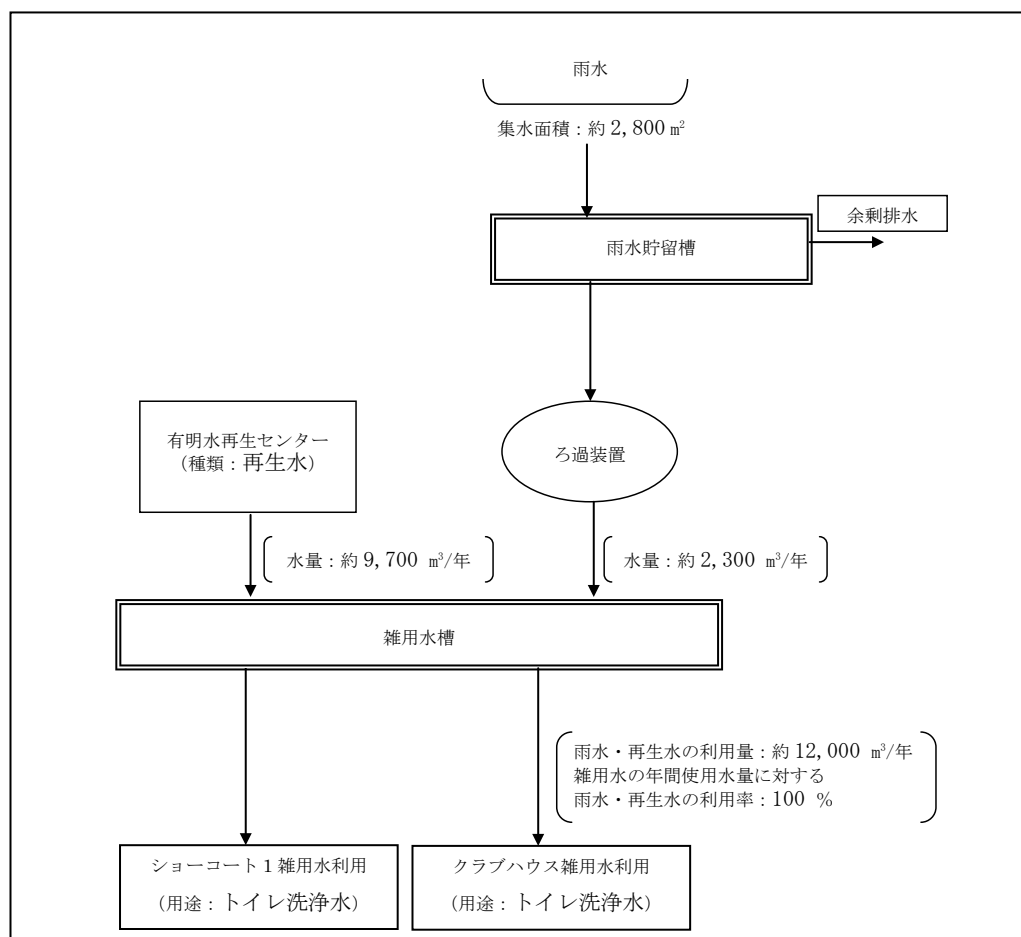 雨水
集水面積：約 2,800 m²
余剰排水
雨水貯留槽
有明水再生センター
（種類：再生水）
ろ過装置
水量：約 9,700 m³/年
水量：約 2,300 m³/年
雑用水槽
雨水・再生水の利用量：約 12,000 m³/年
雑用水の年間使用水量に対する
雨水・再生水の利用率：100 %
ショーコート 1 雑用水利用
（用途：トイレ洗浄水）
クラブハウス雑用水利用
（用途：トイレ洗浄水）